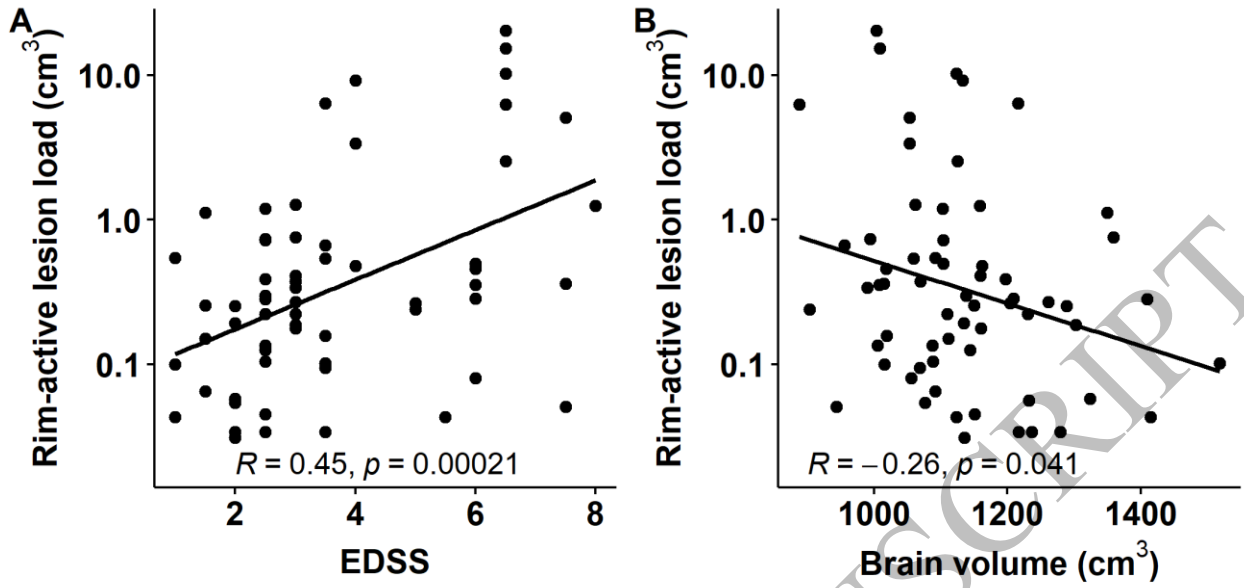 A
Rim-active lesion load (cm³)
10.0
1.0
0.1
R = 0.45, p = 0.00021
2 4 6 8
EDSS
B
Rim-active lesion load (cm³)
10.0
1.0
0.1
R = −0.26, p = 0.041
1000 1200 1400
Brain volume (cm³)
SCRIPT